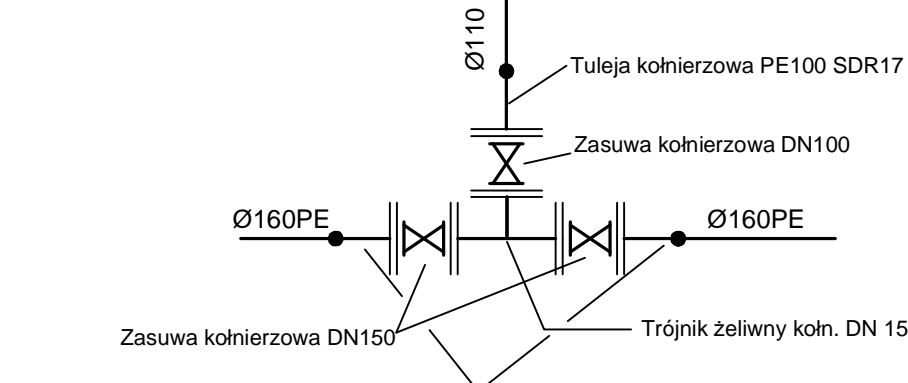 Ø110
Tuleja kołnierzowa PE100 SDR17
Zasuwa kołnierzowa DN100
Ø160PE
Ø160PE
Zasuwa kołnierzowa DN150
Trójnik żeliwny kołn. DN 15